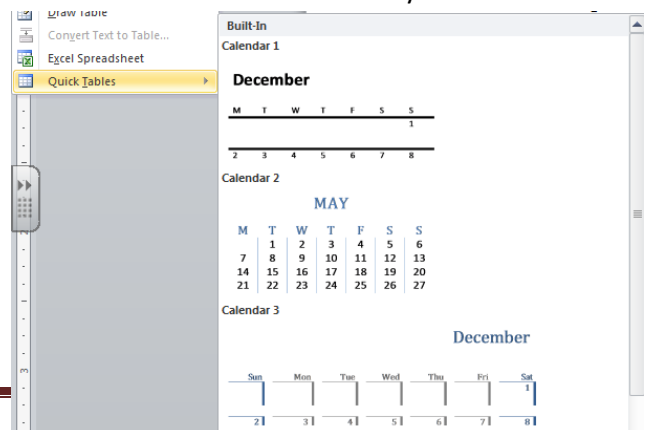 Draw Table
Convert Text to Table...
Excel Spreadsheet
Quick Tables
Built-In
Calendar 1
December
M T W T F S S
1
2 3 4 5 6 7 8
Calendar 2
MAY
M T W T F S S
1 2 3 4 5 6
7 8 9 10 11 12 13
14 15 16 17 18 19 20
21 22 23 24 25 26 27
Calendar 3
December
Sun Mon Tue Wed Thu Fri Sat
1
2 3 4 5 6 7 8